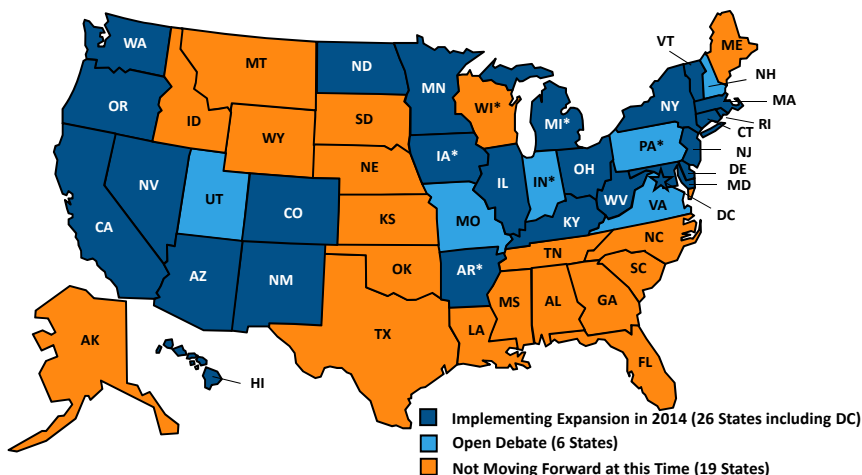 WA
MT
ND
MN
OR
ID
SD
WI*
MI*
NY
ME
VT
NH
MA
RI
CT
NJ
DE
MD
DC
WY
NE
IA*
PA*
NV
UT
CO
IL
IN*
OH
WV
VA
CA
KS
MO
KY
AZ
NM
OK
AR*
TN
NC
SC
TX
LA
MS
AL
GA
FL
AK
HI
Implementing Expansion in 2014 (26 States including DC)
Open Debate (6 States)
Not Moving Forward at this Time (19 States)